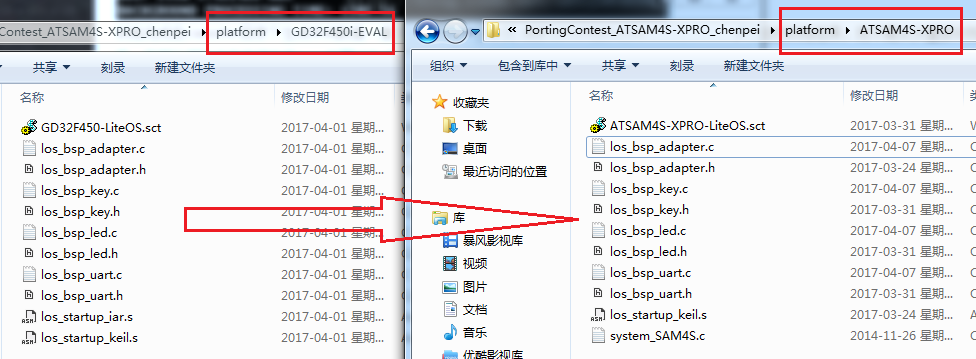 Contest_ATSAM4S-XPRO_chenpei ▸ platform ▸ GD32F450i-EVAL
共享 刻录 新建文件夹
名称 修改日期
GD32F450-LiteOS.sct 2017-04-01 星期...
los_bsp_adapter.c 2017-04-01 星期...
los_bsp_adapter.h 2017-04-01 星期...
los_bsp_key.c 2017-04-01 星期...
los_bsp_key.h 2017-04-01 星期...
los_bsp_led.c 2017-04-01 星期...
los_bsp_led.h 2017-04-01 星期...
los_bsp_uart.c 2017-04-01 星期...
los_bsp_uart.h 2017-04-01 星期...
los_startup_iar.s 2017-04-01 星期...
los_startup_keil.s 2017-04-01 星期...
« PortingContest_ATSAM4S-XPRO_chenpei ▸ platform ▸ ATSAM4S-XPRO
组织 包含到库中 共享 刻录 新建文件夹
收藏夹
下载
桌面
最近访问的位置
库
暴风影视库
视频
图片
文档
音乐
优酷影视库
名称 修改日期
ATSAM4S-XPRO-LiteOS.sct 2017-03-31 星期...
los_bsp_adapter.c 2017-04-07 星期...
los_bsp_adapter.h 2017-03-24 星期...
los_bsp_key.c 2017-04-07 星期...
los_bsp_key.h 2017-03-31 星期...
los_bsp_led.c 2017-04-07 星期...
los_bsp_led.h 2017-03-31 星期...
los_bsp_uart.c 2017-04-07 星期...
los_bsp_uart.h 2017-03-31 星期...
los_startup_keil.s 2017-03-24 星期...
system_SAM4S.c 2014-11-26 星期...